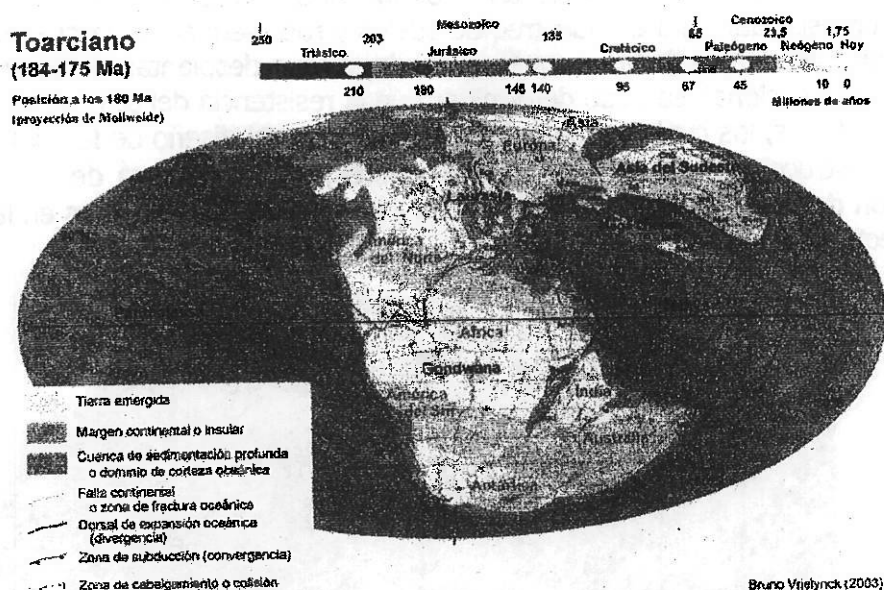 Toarciano
(184-175 Ma)
Posición a los 180 Ma
(proyección de Mollweide)
Mesozoico
Cenozoico
250 203 135 65 23,5 1,75
Triásico Jurásico Cretácico Paleógeno Neógeno Hoy
210 180 146 140 95 67 45 10 0
Millones de años
Asia
Europa
Asia del Sudeste
Laurasia
América
del Norte
África
Gondwana
América
del Sur
India
Australia
Antártica
Tierra emergida
Margen continental o insular
Cuenca de sedimentación profunda
o dominio de corteza oceánica
Falla continental
o zona de fractura oceánica
Dorsal de expansión oceánica
(divergencia)
Zona de subducción (convergencia)
Zona de cabalgamiento o colisión
Bruno Vrielynck (2003)